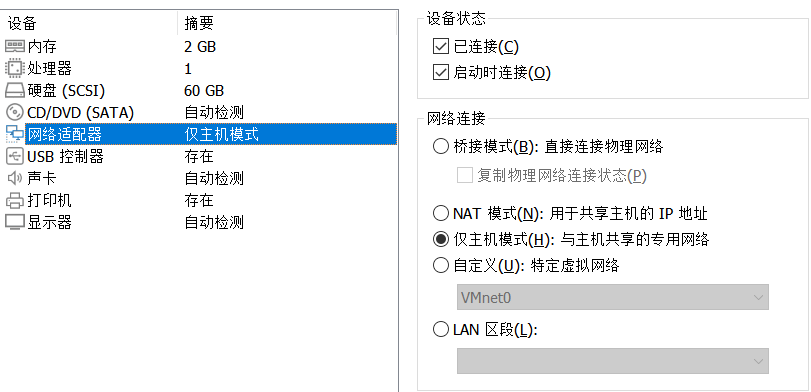 设备 摘要
内存 2 GB
处理器 1
硬盘 (SCSI) 60 GB
CD/DVD (SATA) 自动检测
网络适配器 仅主机模式
USB 控制器 存在
声卡 自动检测
打印机 存在
显示器 自动检测
设备状态
已连接(C)
启动时连接(O)
网络连接
桥接模式(B): 直接连接物理网络
复制物理网络连接状态(P)
NAT 模式(N): 用于共享主机的 IP 地址
仅主机模式(H): 与主机共享的专用网络
自定义(U): 特定虚拟网络
VMnet0
LAN 区段(L):